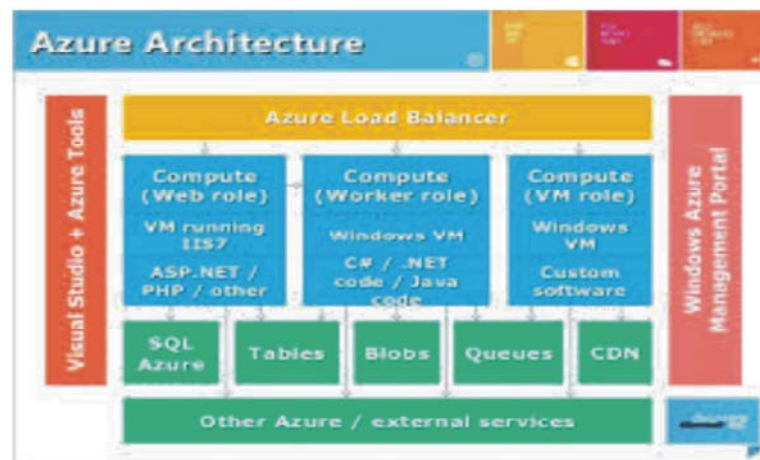 Azure Architecture
Visual Studio + Azure Tools
Azure Load Balancer
Compute
(Web role)
VM running
IIS7
ASP.NET /
PHP / other
Compute
(Worker role)
Windows VM
C# / .NET
code / Java
code
Compute
(VM role)
Windows
VM
Custom
software
SQL
Azure
Tables
Blobs
Queues
CDN
Other Azure / external services
Windows Azure
Management Portal